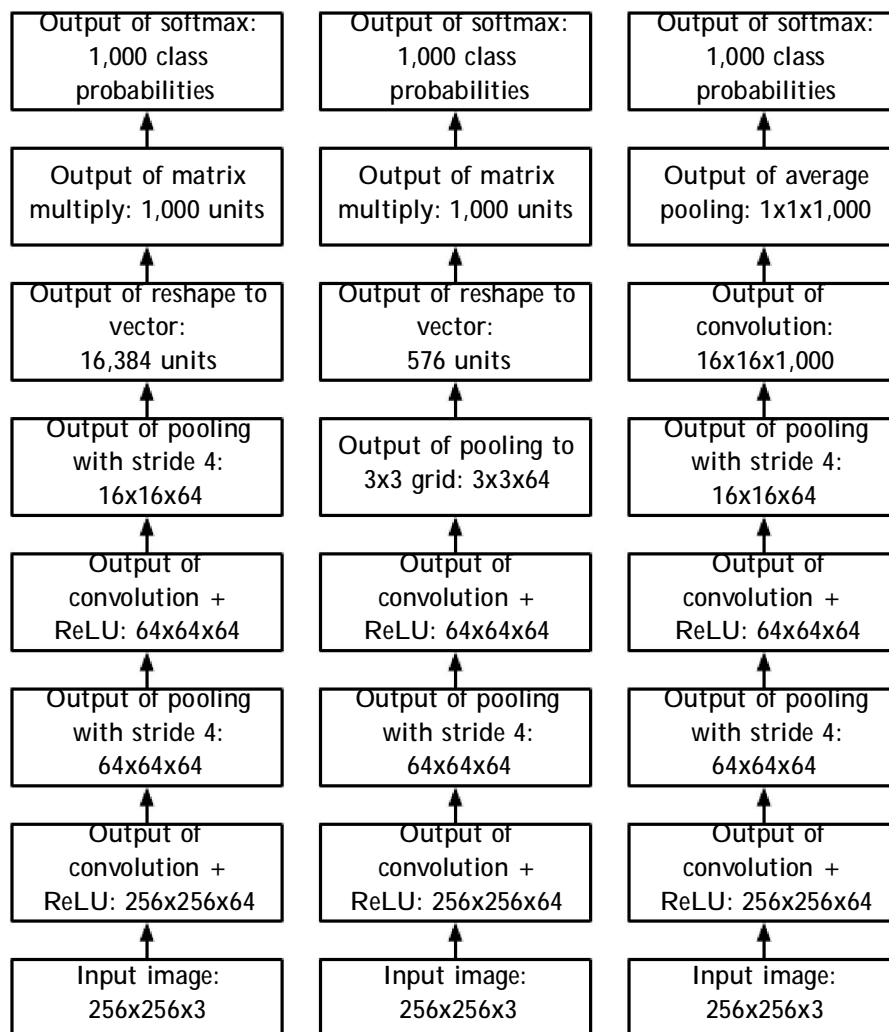 Output of softmax:
1,000 class
probabilities
Output of matrix
multiply: 1,000 units
Output of reshape to
vector:
16,384 units
Output of pooling
with stride 4:
16x16x64
Output of
convolution +
ReLU: 64x64x64
Output of pooling
with stride 4:
64x64x64
Output of
convolution +
ReLU: 256x256x64
Input image:
256x256x3
Output of softmax:
1,000 class
probabilities
Output of matrix
multiply: 1,000 units
Output of reshape to
vector:
576 units
Output of pooling to
3x3 grid: 3x3x64
Output of
convolution +
ReLU: 64x64x64
Output of pooling
with stride 4:
64x64x64
Output of
convolution +
ReLU: 256x256x64
Input image:
256x256x3
Output of softmax:
1,000 class
probabilities
Output of average
pooling: 1x1x1,000
Output of
convolution:
16x16x1,000
Output of pooling
with stride 4:
16x16x64
Output of
convolution +
ReLU: 64x64x64
Output of pooling
with stride 4:
64x64x64
Output of
convolution +
ReLU: 256x256x64
Input image:
256x256x3